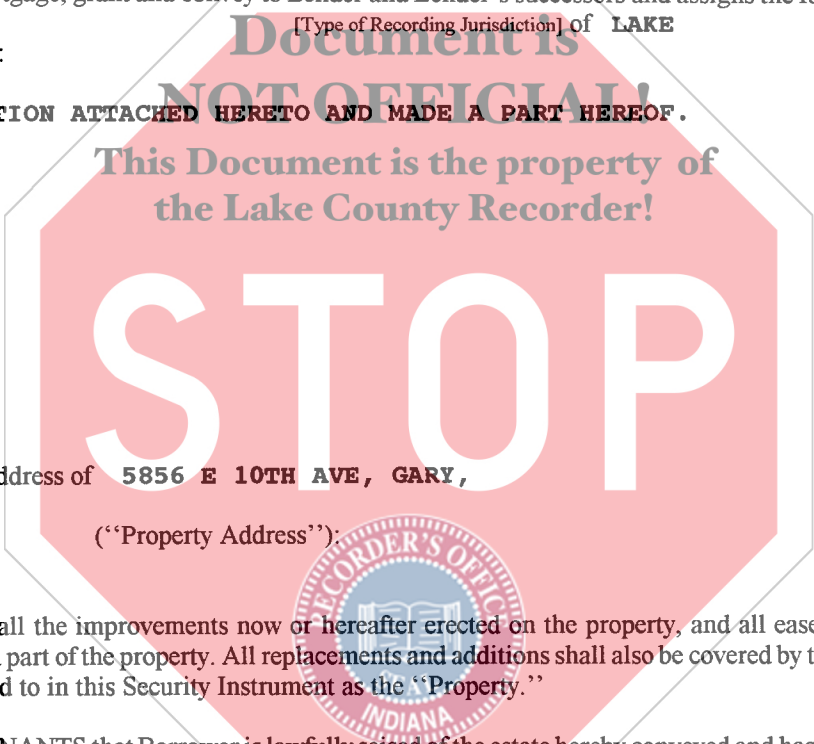 tgage, grant and convey to Lender and Lender's successors and assigns the
[Type of Recording Jurisdiction] of LAKE
:
Document is
NOT OFFICIAL!
TION ATTACHED HERETO AND MADE A PART HEREOF.
This Document is the property of
the Lake County Recorder!
STOP
ddress of 5856 E 10TH AVE, GARY,
(‘‘Property Address’’);
RECORDER'S OFFICE
all the improvements now or hereafter erected on the property, and all ease
part of the property. All replacements and additions shall also be covered by t
d to in this Security Instrument as the ‘‘Property.’’
SEAL
INDIANA
NANTS that Borrower is lawfully seised of the estate hereby conveyed and has